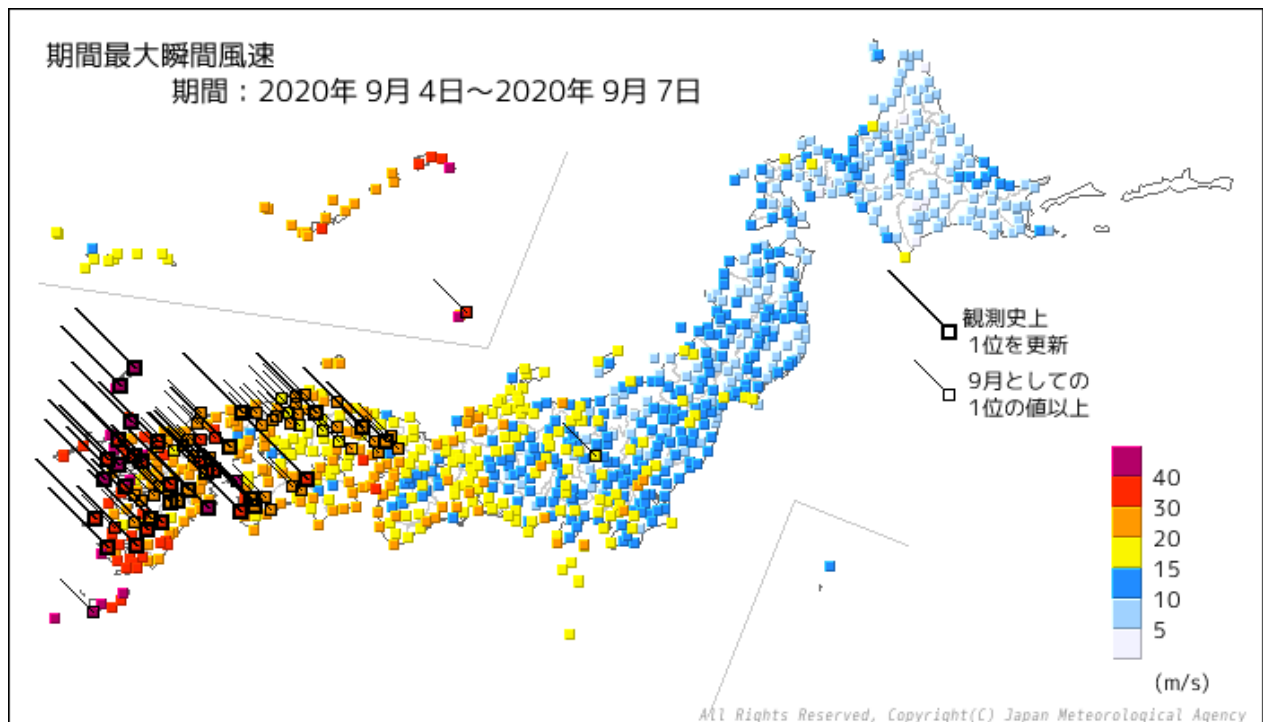 期間最大瞬間風速
期間：2020年 9月 4日～2020年 9月 7日
観測史上
1位を更新
9月としての
1位の値以上
40
30
20
15
10
5
(m/s)
All Rights Reserved, Copyright(C) Japan Meteorological Agency